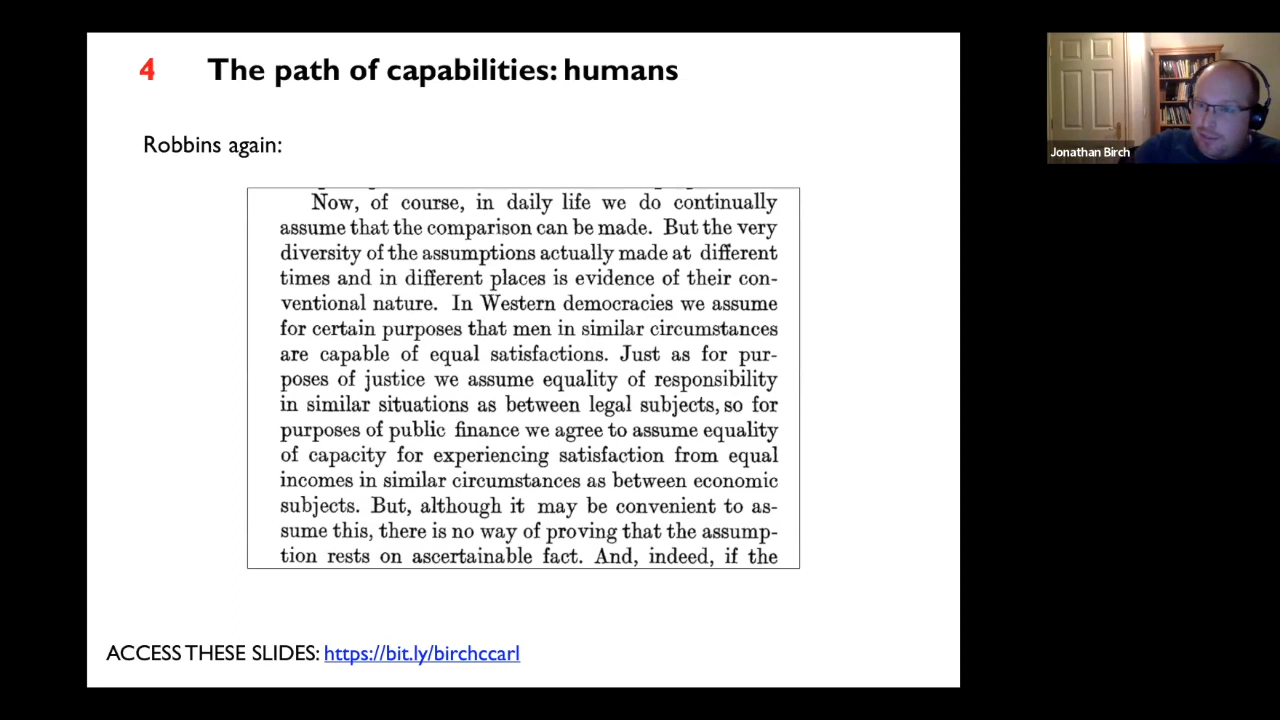 4 The path of capabilities: humans
Robbins again:
Now, of course, in daily life we do continually
assume that the comparison can be made. But the very
diversity of the assumptions actually made at different
times and in different places is evidence of their con-
ventional nature. In Western democracies we assume
for certain purposes that men in similar circumstances
are capable of equal satisfactions. Just as for pur-
poses of justice we assume equality of responsibility
in similar situations as between legal subjects, so for
purposes of public finance we agree to assume equality
of capacity for experiencing satisfaction from equal
incomes in similar circumstances as between economic
subjects. But, although it may be convenient to as-
sume this, there is no way of proving that the assump-
tion rests on ascertainable fact. And, indeed, if the
ACCESS THESE SLIDES: https://bit.ly/birchccarl
Jonathan Birch